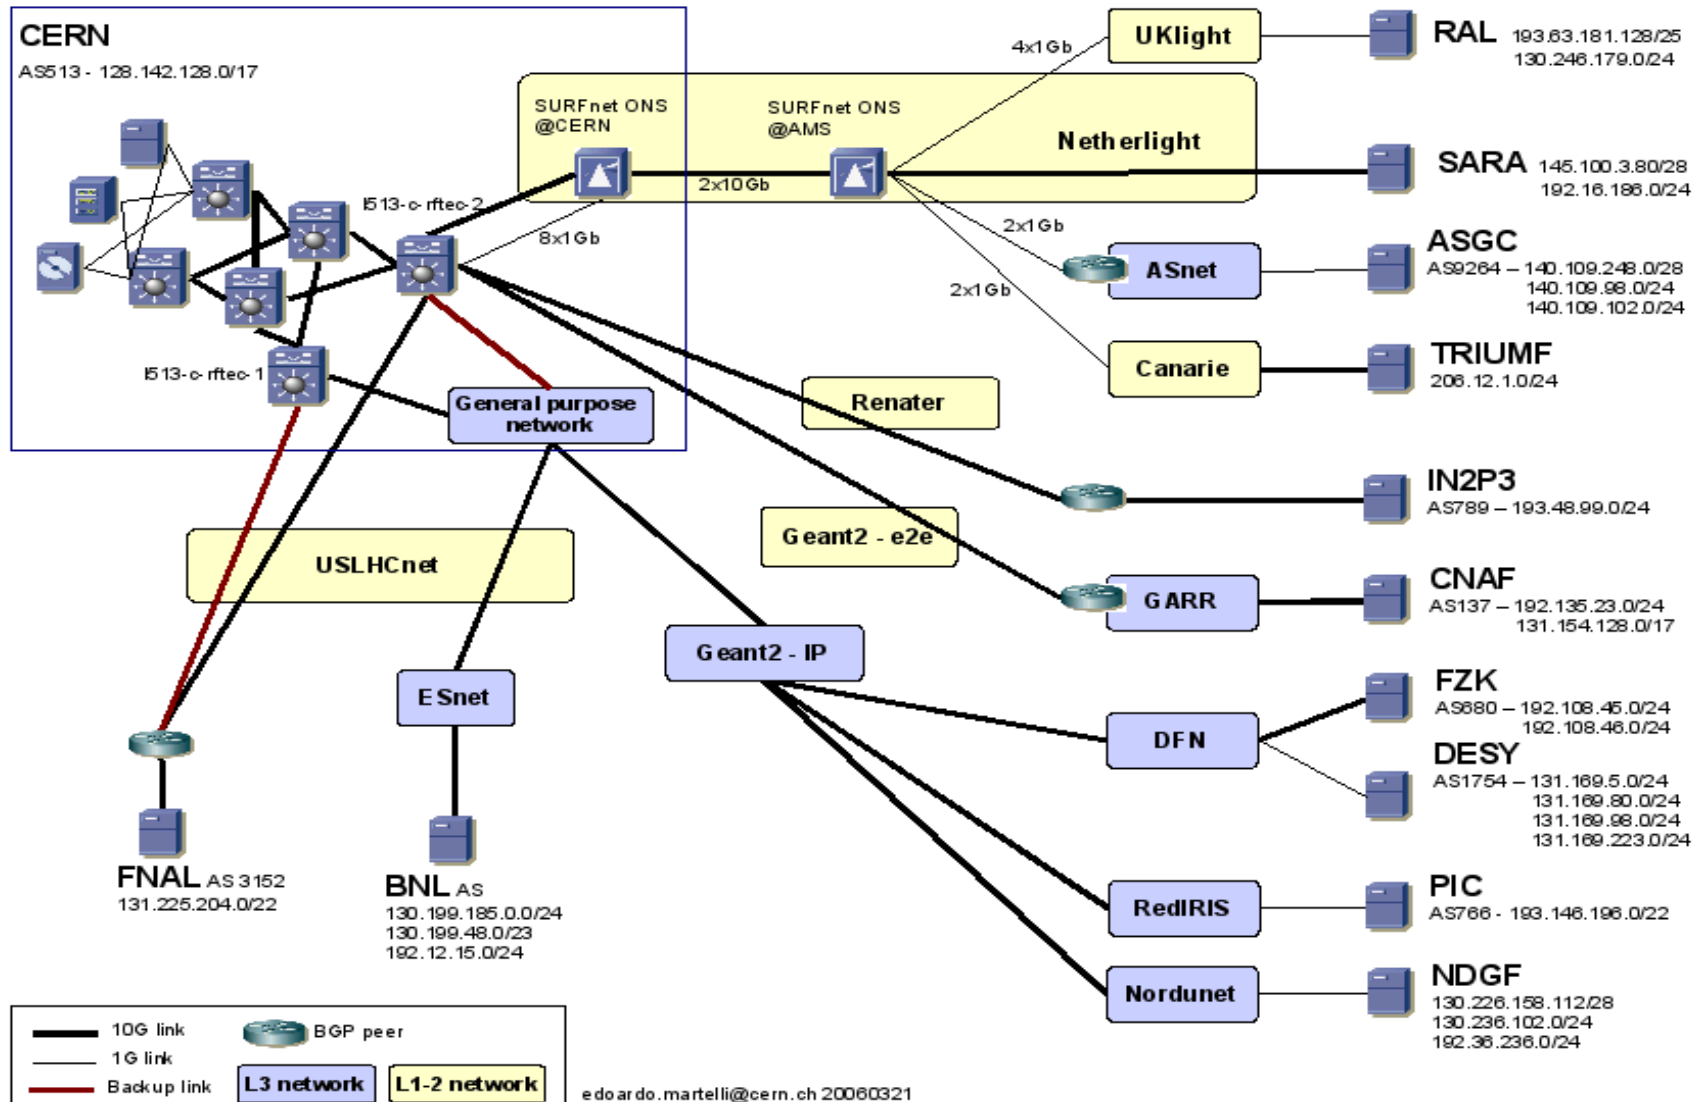 CERN
AS513 - 128.142.128.0/17
SURFnet ONS
@CERN
SURFnet ONS
@AMS
Netherlight
l513-c-rftec-2
8x1Gb
2x10Gb
4x1Gb
2x1Gb
2x1Gb
UKlight
RAL 193.63.181.128/25
130.246.179.0/24
SARA 145.100.3.80/28
192.16.186.0/24
ASnet
ASGC
AS9264 – 140.109.248.0/28
140.109.98.0/24
140.109.102.0/24
Canarie
TRIUMF
206.12.1.0/24
l513-c-rftec-1
General purpose
network
Renater
IN2P3
AS789 – 193.48.99.0/24
Geant2 - e2e
USLHCnet
GARR
CNAF
AS137 – 192.135.23.0/24
131.154.128.0/17
Geant2 - IP
ESnet
DFN
FZK
AS680 – 192.108.45.0/24
192.108.46.0/24
DESY
AS1754 – 131.169.5.0/24
131.169.80.0/24
131.169.98.0/24
131.169.223.0/24
FNAL AS 3152
131.225.204.0/22
BNL AS
130.199.185.0.0/24
130.199.48.0/23
192.12.15.0/24
RedIRIS
PIC
AS766 - 193.146.196.0/22
Nordunet
NDGF
130.226.158.112/28
130.236.102.0/24
192.36.236.0/24
10G link
1G link
Backup link
BGP peer
L3 network
L1-2 network
edoardo.martelli@cern.ch 20060321